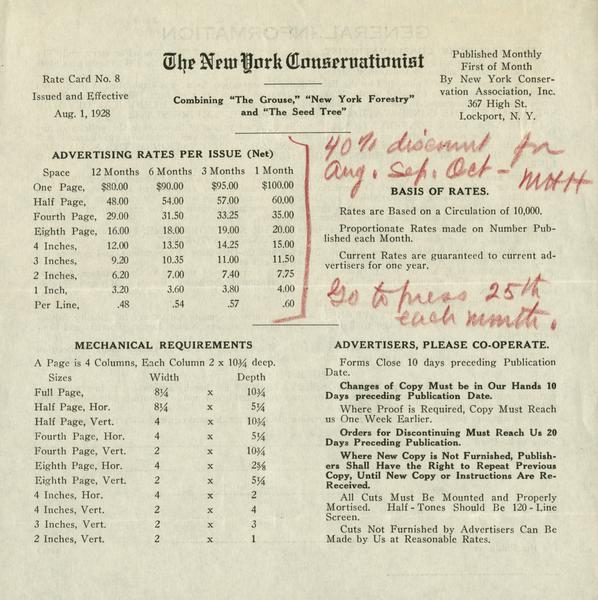 Rate Card No. 8
Issued and Effective
Aug. 1, 1928
The New York Conservationist
Combining "The Grouse," "New York Forestry"
and "The Seed Tree"
Published Monthly
First of Month
By New York Conser-
vation Association, Inc.
367 High St.
Lockport, N. Y.
ADVERTISING RATES PER ISSUE (Net)
Space 12 Months 6 Months 3 Months 1 Month
One Page, $80.00 $90.00 $95.00 $100.00
Half Page, 48.00 54.00 57.00 60.00
Fourth Page, 29.00 31.50 33.25 35.00
Eighth Page, 16.00 18.00 19.00 20.00
4 Inches, 12.00 13.50 14.25 15.00
3 Inches, 9.20 10.35 11.00 11.50
2 Inches, 6.20 7.00 7.40 7.75
1 Inch, 3.20 3.60 3.80 4.00
Per Line, .48 .54 .57 .60
40% discount for
Aug. Sep. Oct - MHH
BASIS OF RATES.
Rates are Based on a Circulation of 10,000.
Proportionate Rates made on Number Pub-
lished each Month.
Current Rates are guaranteed to current ad-
vertisers for one year.
Go to press 25th
each month.
MECHANICAL REQUIREMENTS
A Page is 4 Columns, Each Column 2 x 10¾ deep.
Sizes Width Depth
Full Page, 8¼ x 10¾
Half Page, Hor. 8¼ x 5¼
Half Page, Vert. 4 x 10¾
Fourth Page, Hor. 4 x 5¼
Fourth Page, Vert. 2 x 10¾
Eighth Page, Hor. 4 x 2⅝
Eighth Page, Vert. 2 x 5¼
4 Inches, Hor. 4 x 2
4 Inches, Vert. 2 x 4
3 Inches, Vert. 2 x 3
2 Inches, Vert. 2 x 1
ADVERTISERS, PLEASE CO-OPERATE.
Forms Close 10 days preceding Publication
Date.
Changes of Copy Must be in Our Hands 10
Days preceding Publication Date.
Where Proof is Required, Copy Must Reach
us One Week Earlier.
Orders for Discontinuing Must Reach Us 20
Days Preceding Publication.
Where New Copy is Not Furnished, Publish-
ers Shall Have the Right to Repeat Previous
Copy, Until New Copy or Instructions Are Re-
Received.
All Cuts Must Be Mounted and Properly
Mortised. Half-Tones Should Be 120-Line
Screen.
Cuts Not Furnished by Advertisers Can Be
Made by Us at Reasonable Rates.